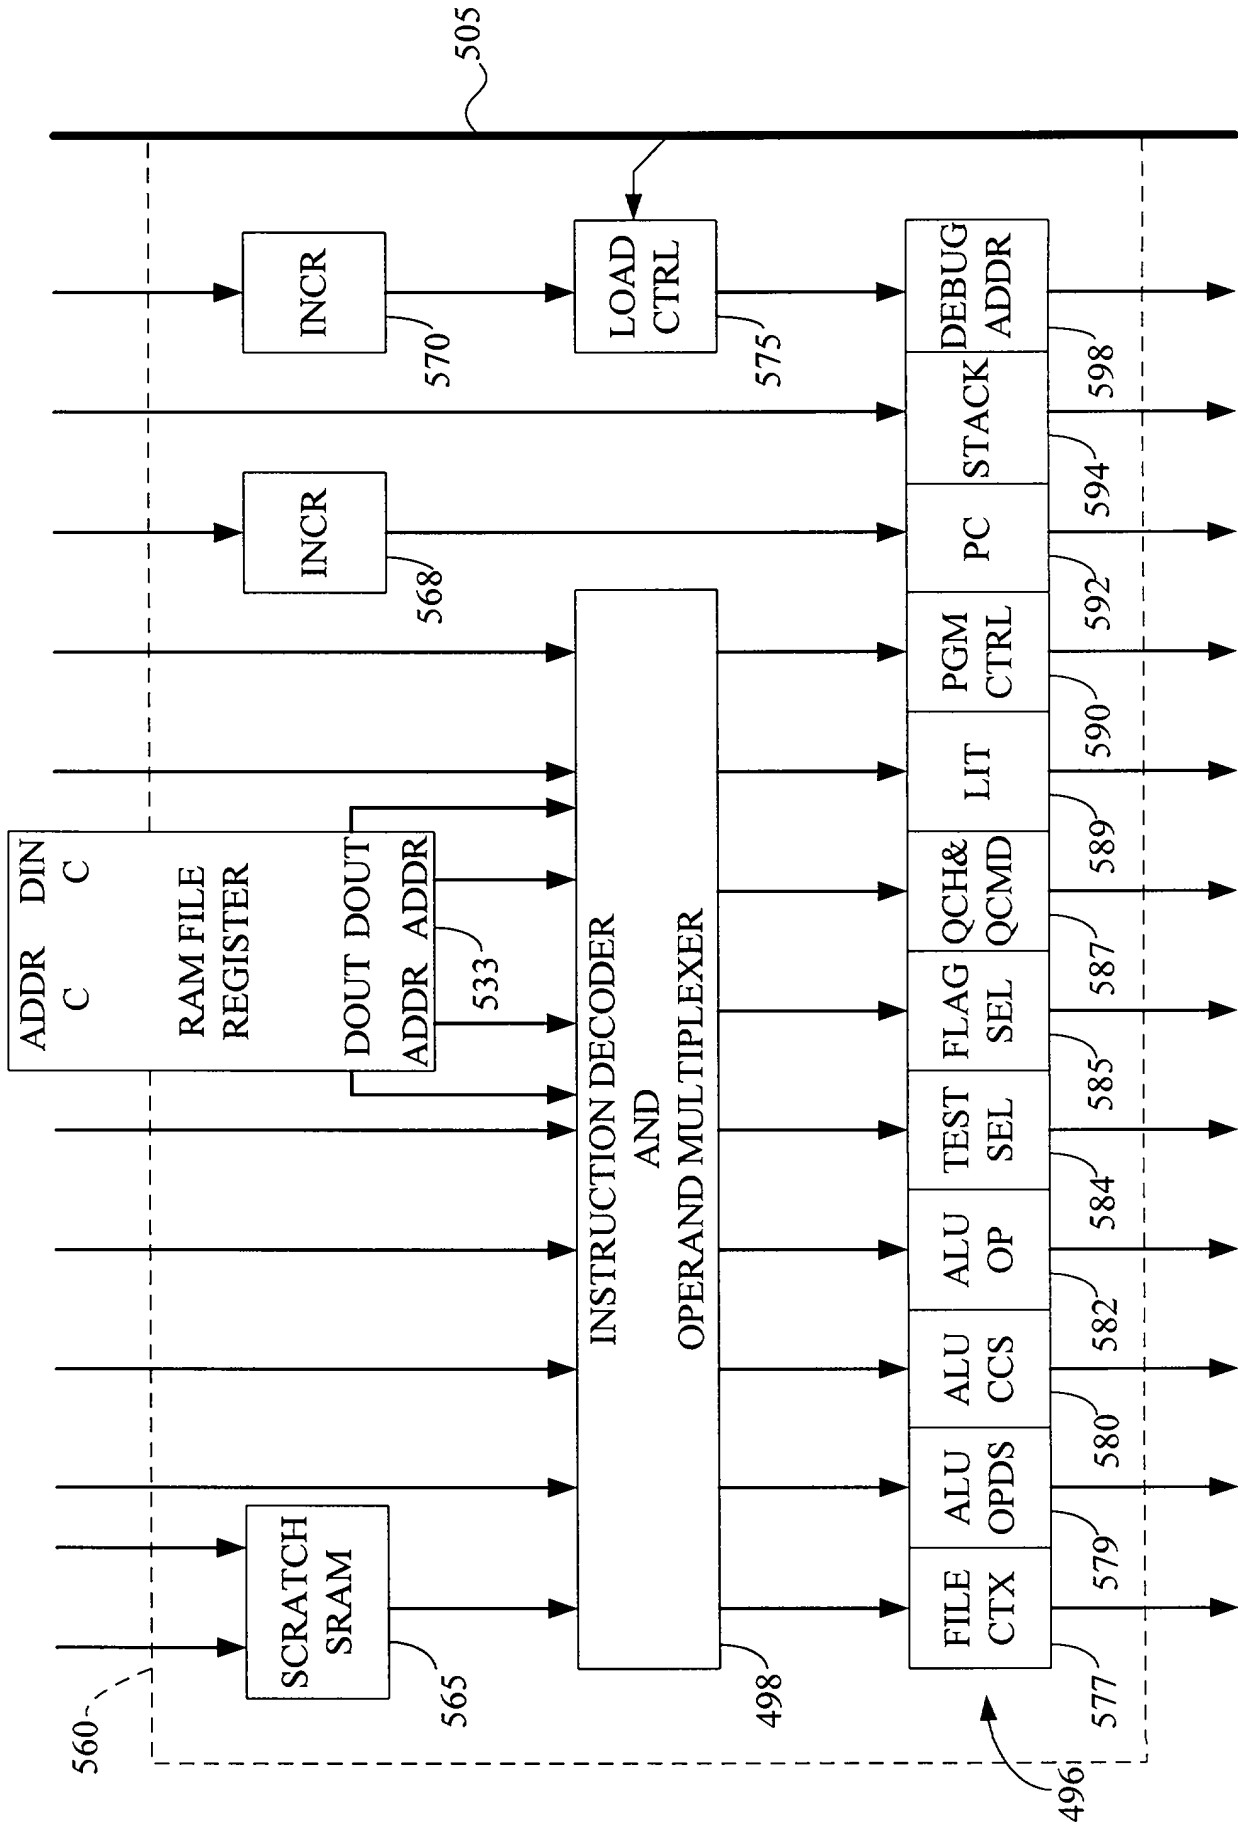 ADDR DIN
C C
RAM FILE
REGISTER
DOUT DOUT
ADDR ADDR
533
560
SCRATCH
SRAM
565
INCR
568
INCR
570
505
INSTRUCTION DECODER
AND
OPERAND MULTIPLEXER
498
LOAD
CTRL
575
FILE
CTX
577
ALU
OPDS
579
ALU
CCS
580
ALU
OP
582
TEST
SEL
584
FLAG
SEL
585
QCH&
QCMD
587
LIT
589
PGM
CTRL
590
PC
592
STACK
594
DEBUG
ADDR
598
496